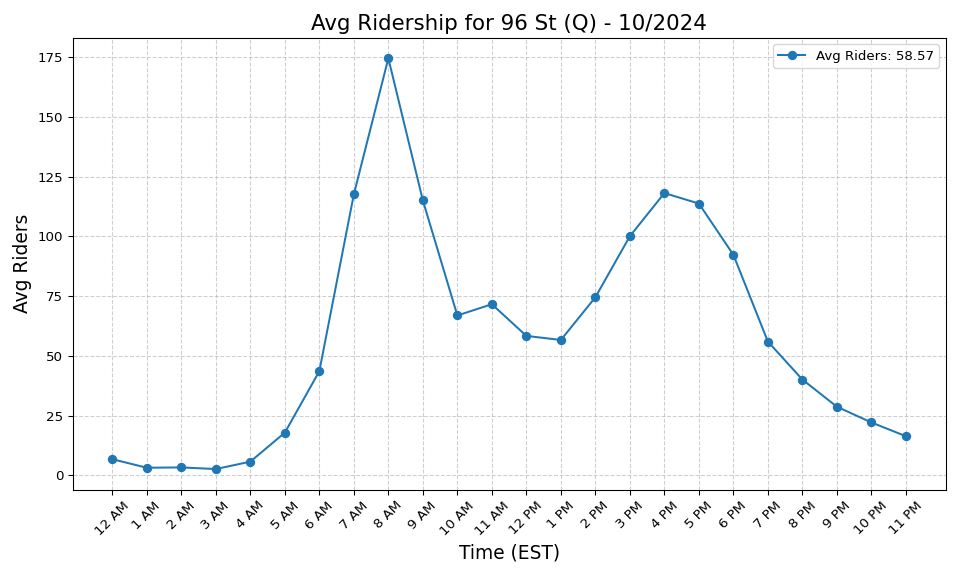 Avg Ridership for 96 St (Q) - 10/2024
Avg Riders: 58.57
Avg Riders
175
150
125
100
75
50
25
0
12 AM
1 AM
2 AM
3 AM
4 AM
5 AM
6 AM
7 AM
8 AM
9 AM
10 AM
11 AM
12 PM
1 PM
2 PM
3 PM
4 PM
5 PM
6 PM
7 PM
8 PM
9 PM
10 PM
11 PM
Time (EST)